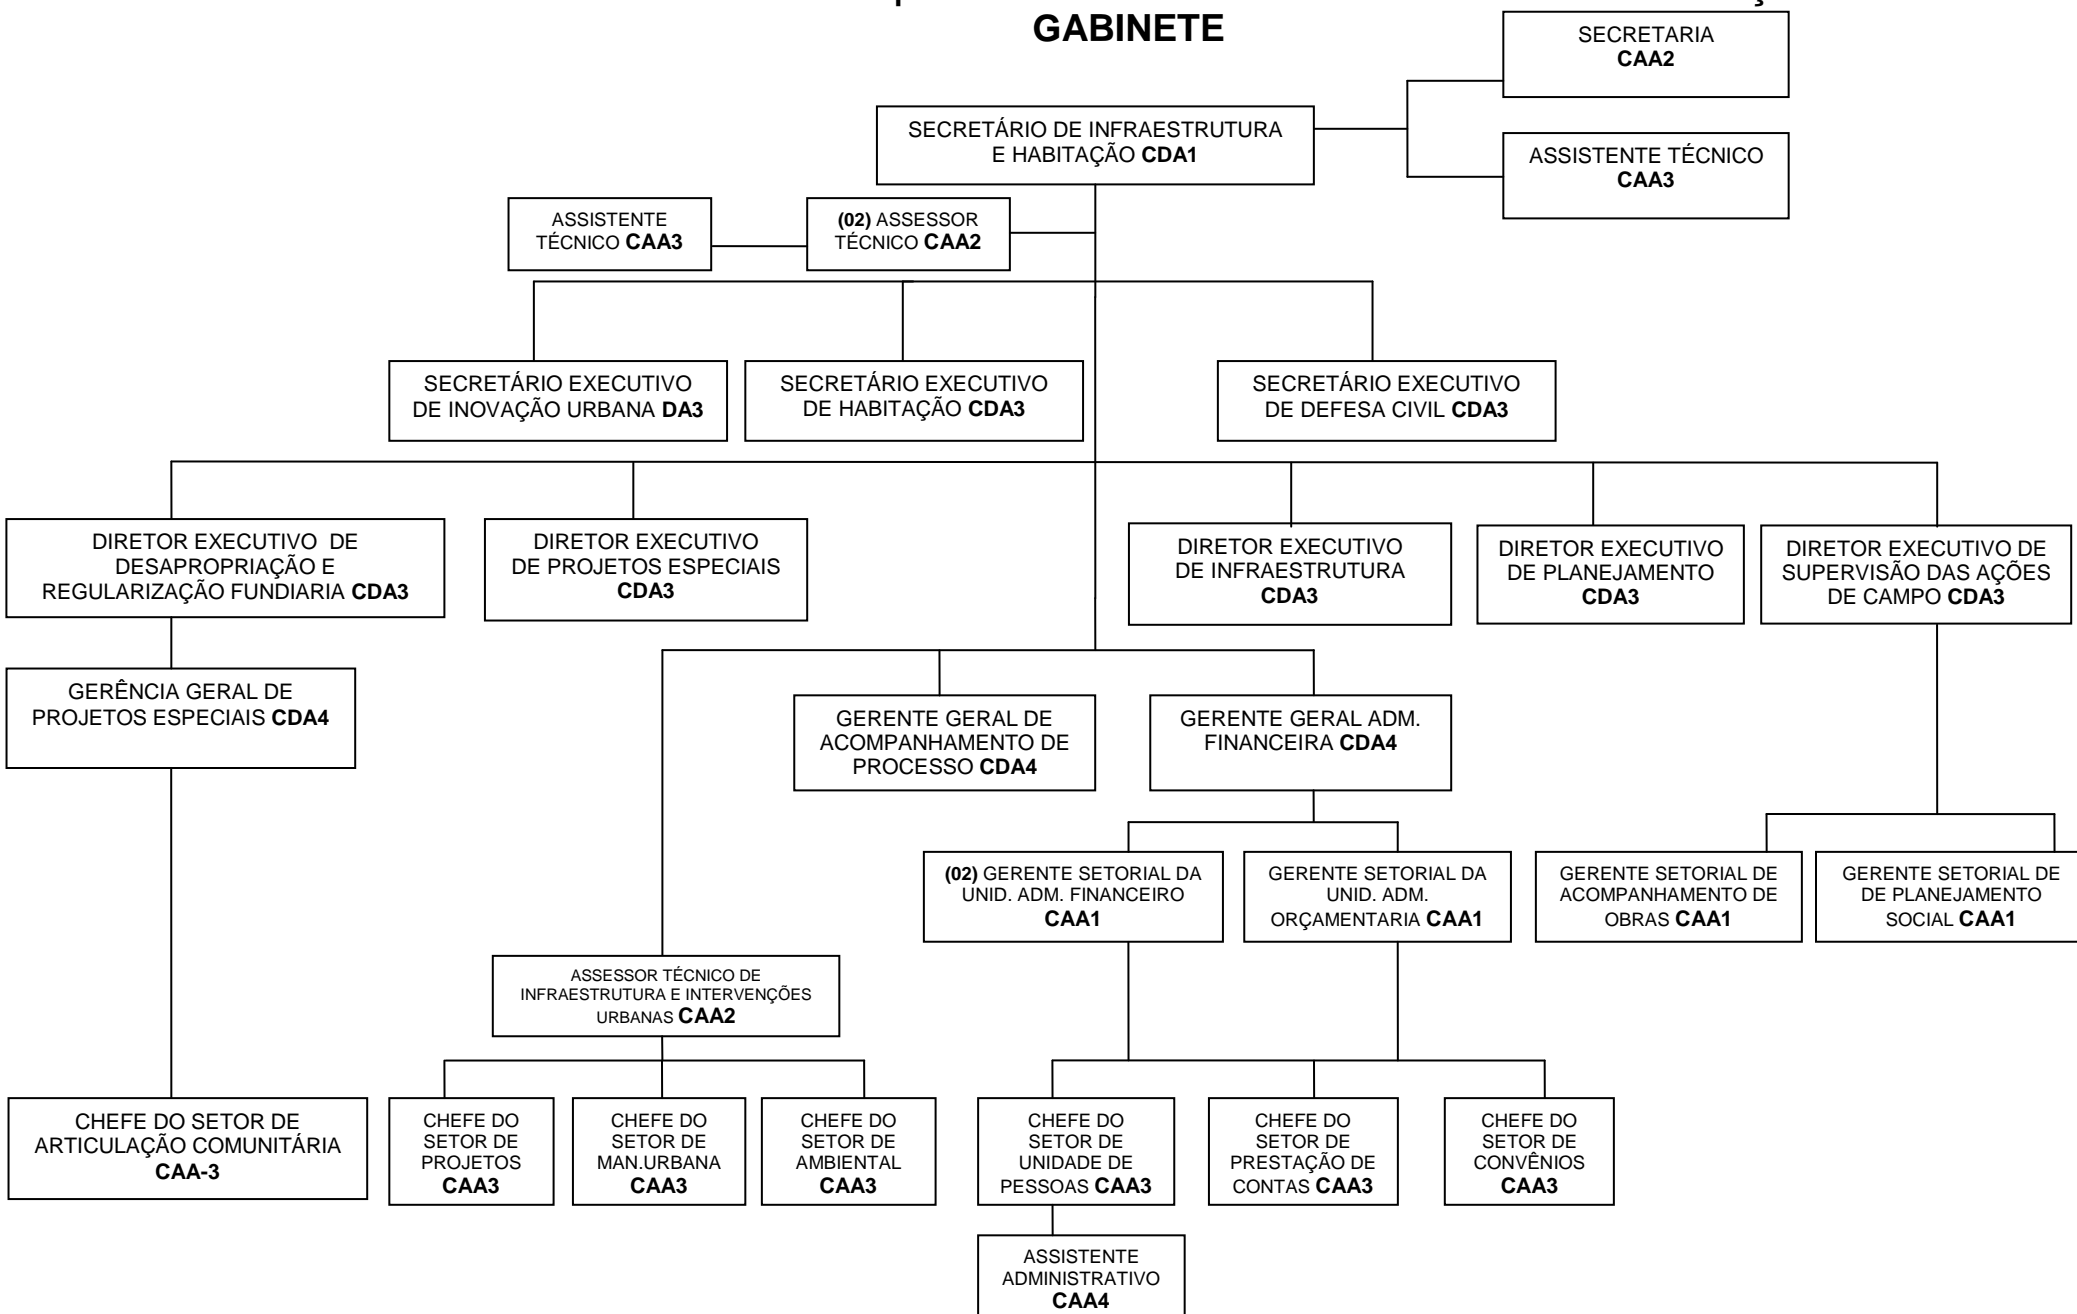 GABINETE
SECRETARIA
CAA2
SECRETÁRIO DE INFRAESTRUTURA
E HABITAÇÃO CDA1
ASSISTENTE TÉCNICO
CAA3
ASSISTENTE
TÉCNICO CAA3
(02) ASSESSOR
TÉCNICO CAA2
SECRETÁRIO EXECUTIVO
DE INOVAÇÃO URBANA DA3
SECRETÁRIO EXECUTIVO
DE HABITAÇÃO CDA3
SECRETÁRIO EXECUTIVO
DE DEFESA CIVIL CDA3
DIRETOR EXECUTIVO DE
DESAPROPRIAÇÃO E
REGULARIZAÇÃO FUNDIARIA CDA3
DIRETOR EXECUTIVO
DE PROJETOS ESPECIAIS
CDA3
DIRETOR EXECUTIVO
DE INFRAESTRUTURA
CDA3
DIRETOR EXECUTIVO
DE PLANEJAMENTO
CDA3
DIRETOR EXECUTIVO DE
SUPERVISÃO DAS AÇÕES
DE CAMPO CDA3
GERÊNCIA GERAL DE
PROJETOS ESPECIAIS CDA4
GERENTE GERAL DE
ACOMPANHAMENTO DE
PROCESSO CDA4
GERENTE GERAL ADM.
FINANCEIRA CDA4
(02) GERENTE SETORIAL DA
UNID. ADM. FINANCEIRO
CAA1
GERENTE SETORIAL DA
UNID. ADM.
ORÇAMENTARIA CAA1
GERENTE SETORIAL DE
ACOMPANHAMENTO DE
OBRAS CAA1
GERENTE SETORIAL DE
DE PLANEJAMENTO
SOCIAL CAA1
ASSESSOR TÉCNICO DE
INFRAESTRUTURA E INTERVENÇÕES
URBANAS CAA2
CHEFE DO SETOR DE
ARTICULAÇÃO COMUNITÁRIA
CAA-3
CHEFE DO
SETOR DE
PROJETOS
CAA3
CHEFE DO
SETOR DE
MAN.URBANA
CAA3
CHEFE DO
SETOR DE
AMBIENTAL
CAA3
CHEFE DO
SETOR DE
UNIDADE DE
PESSOAS CAA3
CHEFE DO
SETOR DE
PRESTAÇÃO DE
CONTAS CAA3
CHEFE DO
SETOR DE
CONVÊNIOS
CAA3
ASSISTENTE
ADMINISTRATIVO
CAA4